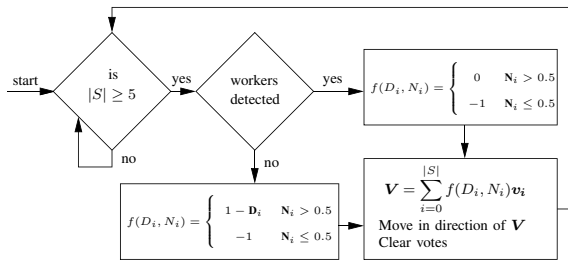 start
is
|S| ≥ 5
yes
no
workers
detected
yes
no
f(D_i, N_i) = { 0 N_i > 0.5
−1 N_i ≤ 0.5
f(D_i, N_i) = { 1 − D_i N_i > 0.5
−1 N_i ≤ 0.5
V = ∑_{i=0}^{|S|} f(D_i, N_i) v_i
Move in direction of V
Clear votes